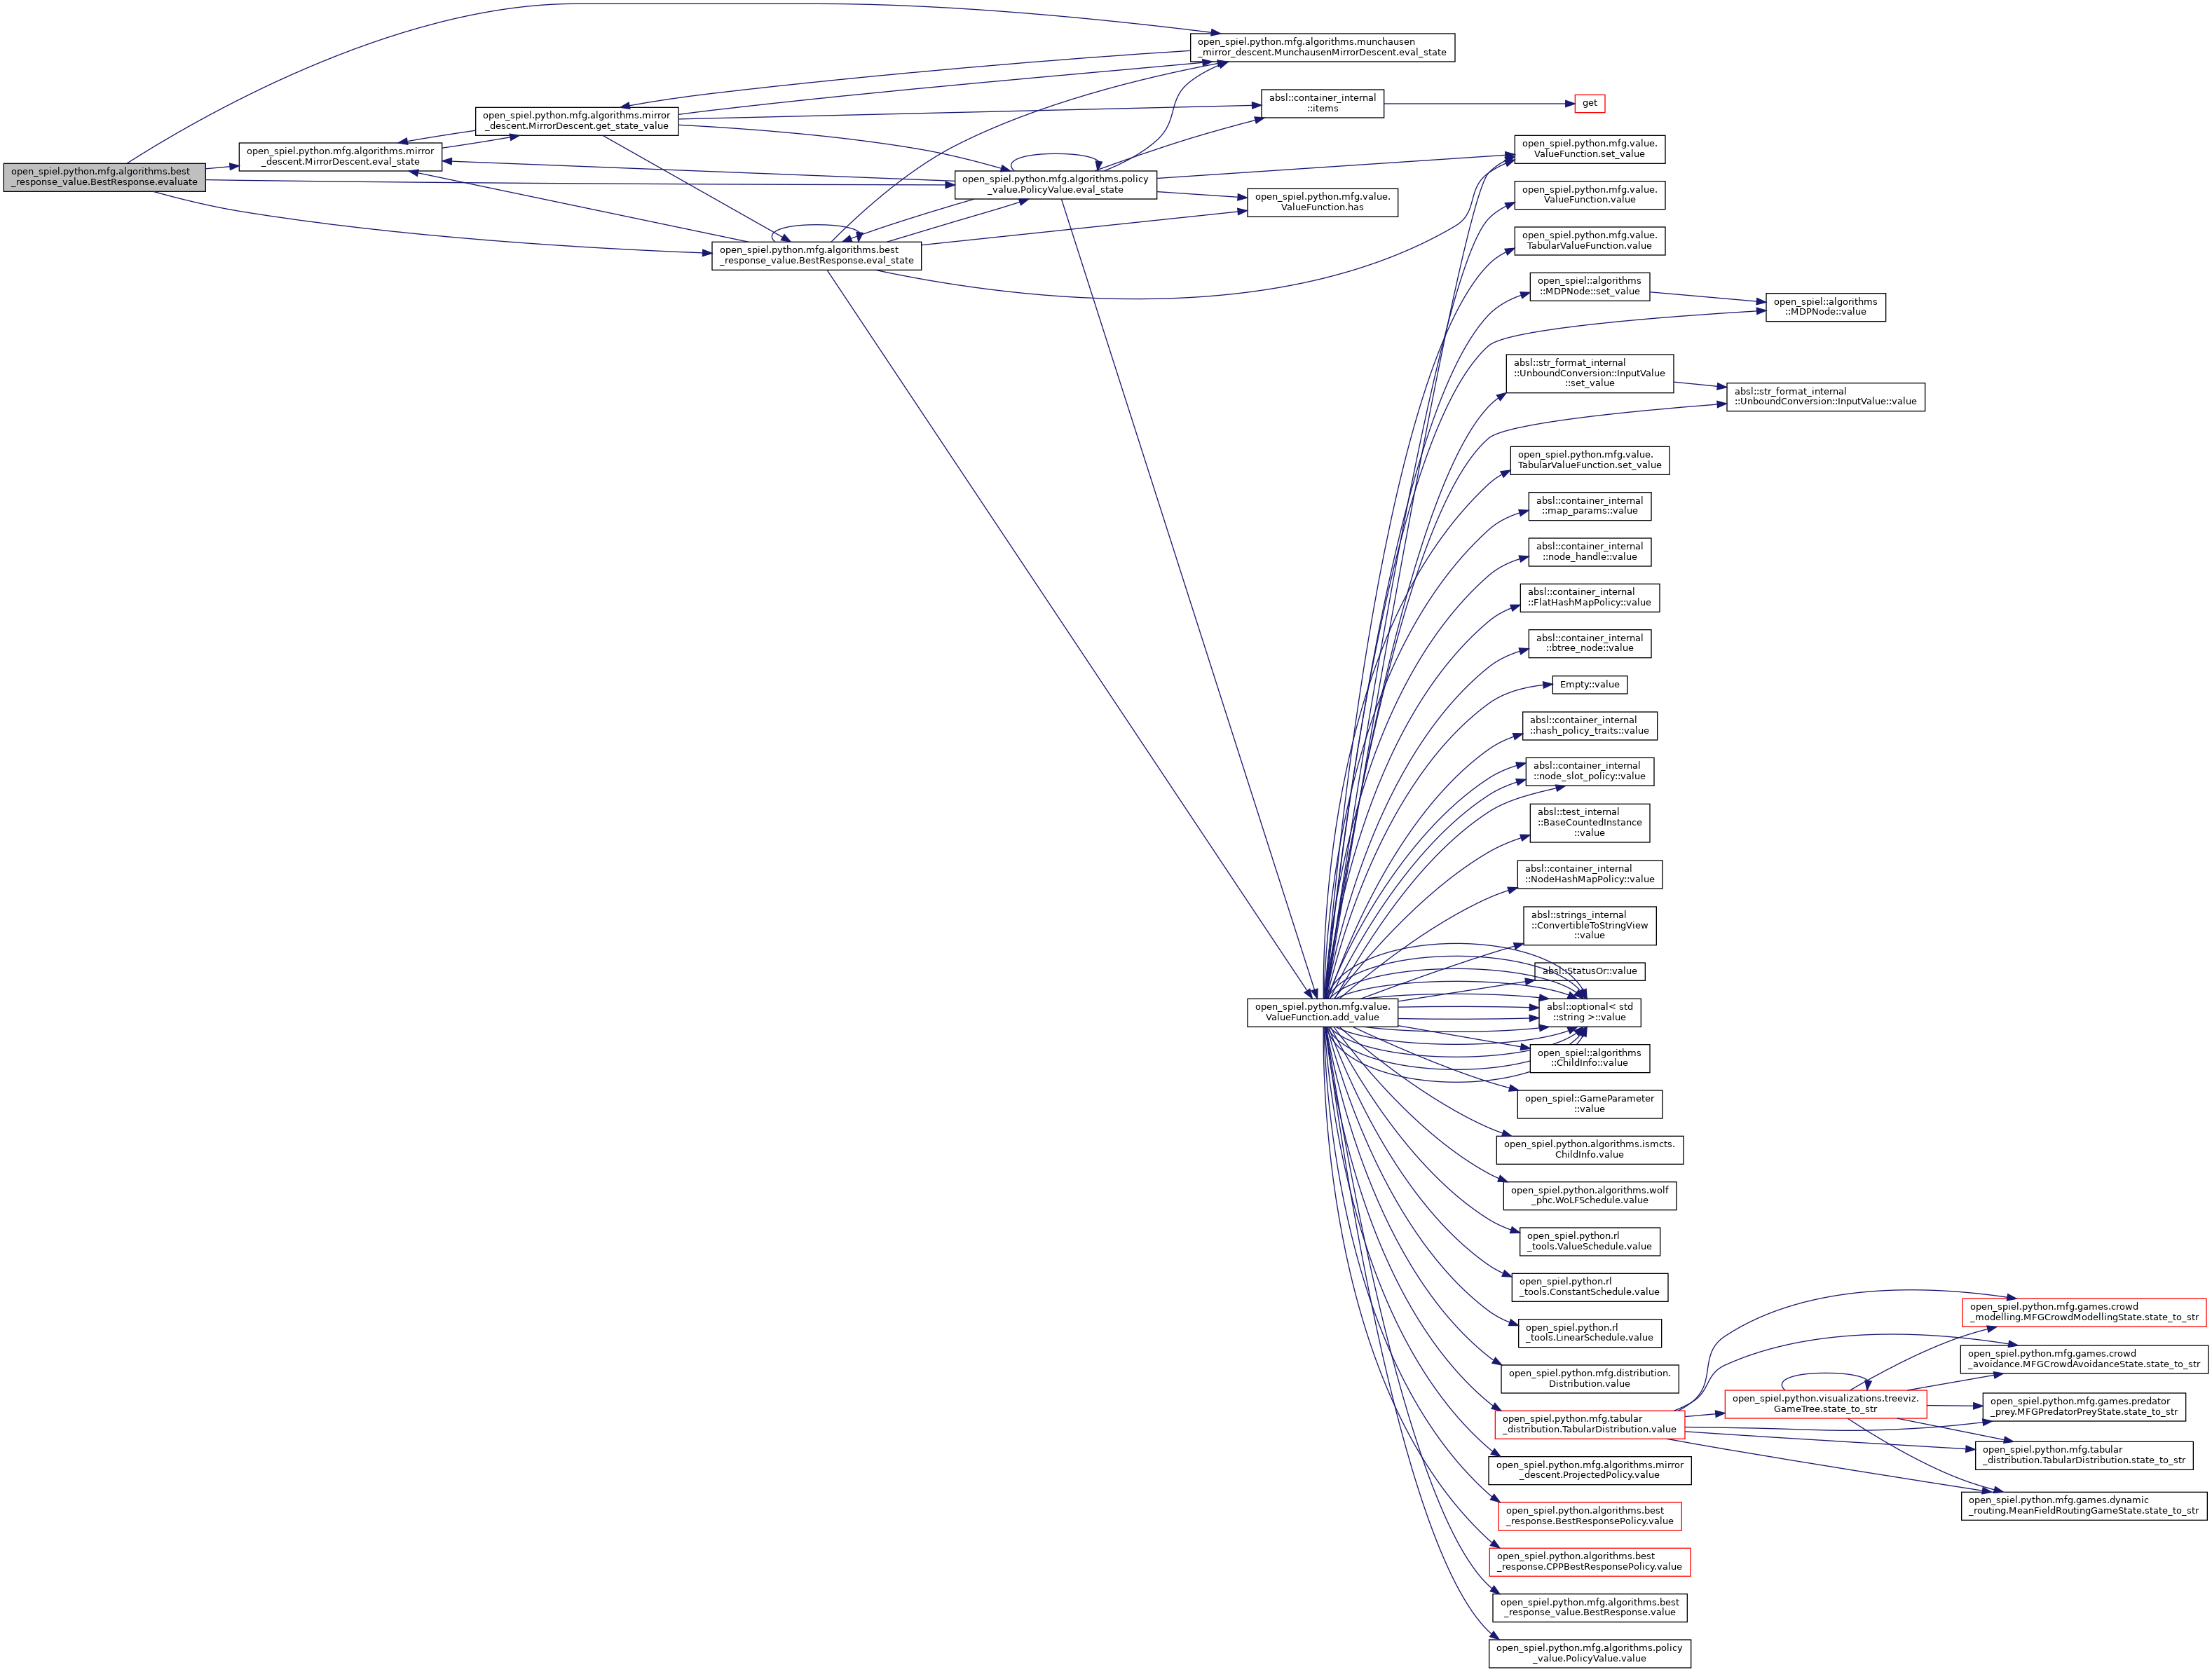 open_spiel.python.mfg.algorithms.best
_response_value.BestResponse.evaluate
open_spiel.python.mfg.algorithms.mirror
_descent.MirrorDescent.eval_state
open_spiel.python.mfg.algorithms.mirror
_descent.MirrorDescent.get_state_value
open_spiel.python.mfg.algorithms.best
_response_value.BestResponse.eval_state
open_spiel.python.mfg.algorithms.policy
_value.PolicyValue.eval_state
open_spiel.python.mfg.algorithms.munchausen
_mirror_descent.MunchausenMirrorDescent.eval_state
absl::container_internal
::items
get
open_spiel.python.mfg.value.
ValueFunction.has
open_spiel.python.mfg.value.
ValueFunction.add_value
open_spiel.python.mfg.value.
ValueFunction.set_value
open_spiel.python.mfg.value.
ValueFunction.value
open_spiel.python.mfg.value.
TabularValueFunction.value
open_spiel::algorithms
::MDPNode::set_value
open_spiel::algorithms
::MDPNode::value
absl::str_format_internal
::UnboundConversion::InputValue
::set_value
absl::str_format_internal
::UnboundConversion::InputValue::value
open_spiel.python.mfg.value.
TabularValueFunction.set_value
absl::container_internal
::map_params::value
absl::container_internal
::node_handle::value
absl::container_internal
::FlatHashMapPolicy::value
absl::container_internal
::btree_node::value
Empty::value
absl::container_internal
::hash_policy_traits::value
absl::container_internal
::node_slot_policy::value
absl::test_internal
::BaseCountedInstance
::value
absl::container_internal
::NodeHashMapPolicy::value
absl::strings_internal
::ConvertibleToStringView
::value
absl::StatusOr::value
absl::optional< std
::string >::value
open_spiel::algorithms
::ChildInfo::value
open_spiel::GameParameter
::value
open_spiel.python.algorithms.ismcts.
ChildInfo.value
open_spiel.python.algorithms.wolf
_phc.WoLFSchedule.value
open_spiel.python.rl
_tools.ValueSchedule.value
open_spiel.python.rl
_tools.ConstantSchedule.value
open_spiel.python.rl
_tools.LinearSchedule.value
open_spiel.python.mfg.distribution.
Distribution.value
open_spiel.python.mfg.tabular
_distribution.TabularDistribution.value
open_spiel.python.mfg.algorithms.mirror
_descent.ProjectedPolicy.value
open_spiel.python.algorithms.best
_response.BestResponsePolicy.value
open_spiel.python.algorithms.best
_response.CPPBestResponsePolicy.value
open_spiel.python.mfg.algorithms.best
_response_value.BestResponse.value
open_spiel.python.mfg.algorithms.policy
_value.PolicyValue.value
open_spiel.python.visualizations.treeviz.
GameTree.state_to_str
open_spiel.python.mfg.games.crowd
_modelling.MFGCrowdModellingState.state_to_str
open_spiel.python.mfg.games.crowd
_avoidance.MFGCrowdAvoidanceState.state_to_str
open_spiel.python.mfg.games.predator
_prey.MFGPredatorPreyState.state_to_str
open_spiel.python.mfg.tabular
_distribution.TabularDistribution.state_to_str
open_spiel.python.mfg.games.dynamic
_routing.MeanFieldRoutingGameState.state_to_str